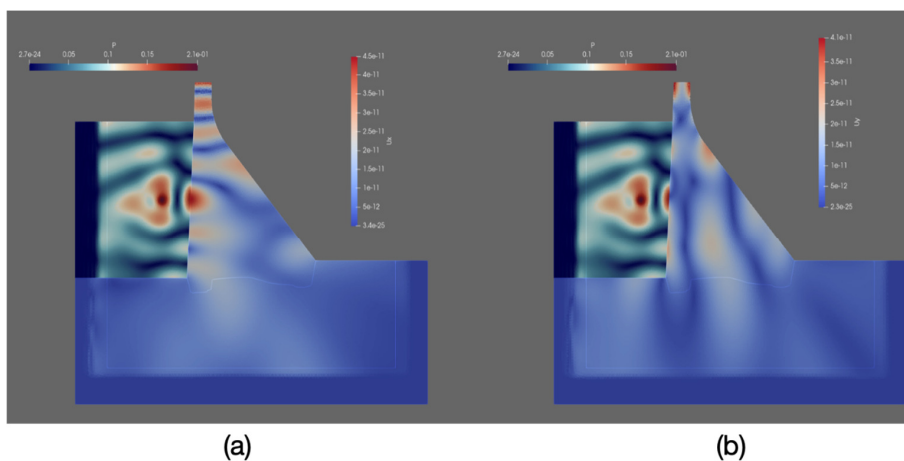 P
2.7e-24 0.05 0.1 0.15 2.1e-01
4.5e-11
4e-11
3.5e-11
3e-11
2.5e-11
2e-11
1.5e-11
1e-11
5e-12
3.4e-25
Ux
P
2.7e-24 0.05 0.1 0.15 2.1e-01
4.1e-11
3.5e-11
3e-11
2.5e-11
2e-11
1.5e-11
1e-11
5e-12
2.3e-25
Uy
(a)
(b)